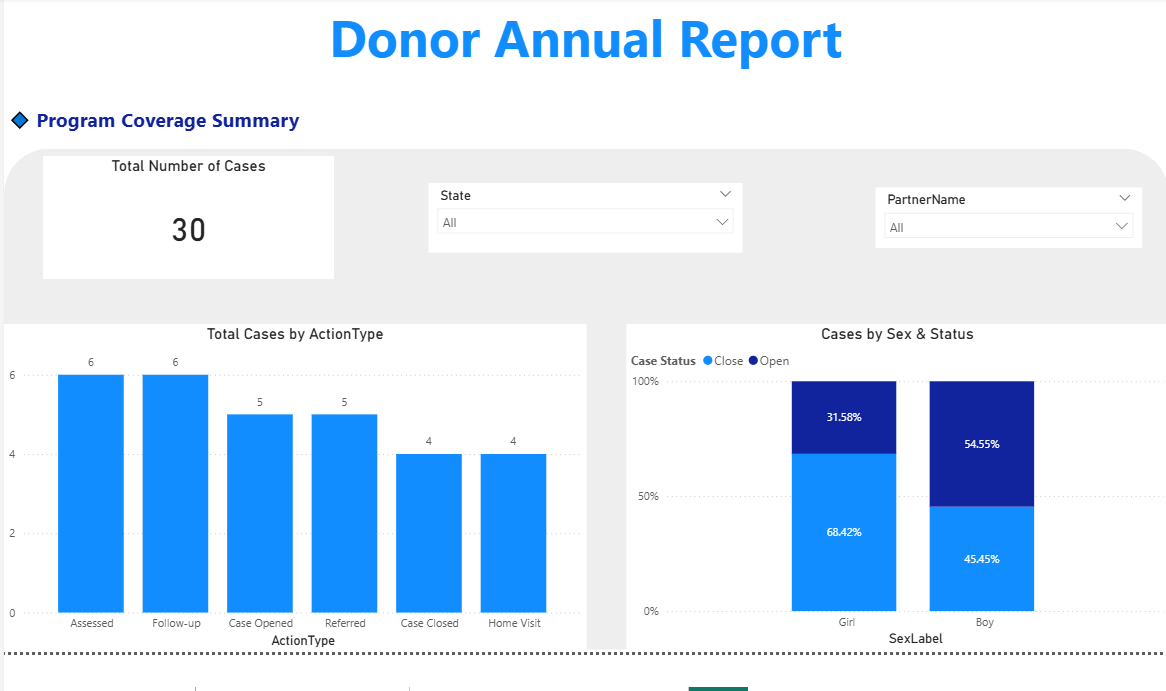 Donor Annual Report
Program Coverage Summary
Total Number of Cases
30
State
All
PartnerName
All
Total Cases by ActionType
6
4
2
0
6
6
5
5
4
4
Assessed
Follow-up
Case Opened
Referred
Case Closed
Home Visit
ActionType
Cases by Sex & Status
Case Status Close Open
100%
50%
0%
31.58%
68.42%
54.55%
45.45%
Girl
Boy
SexLabel